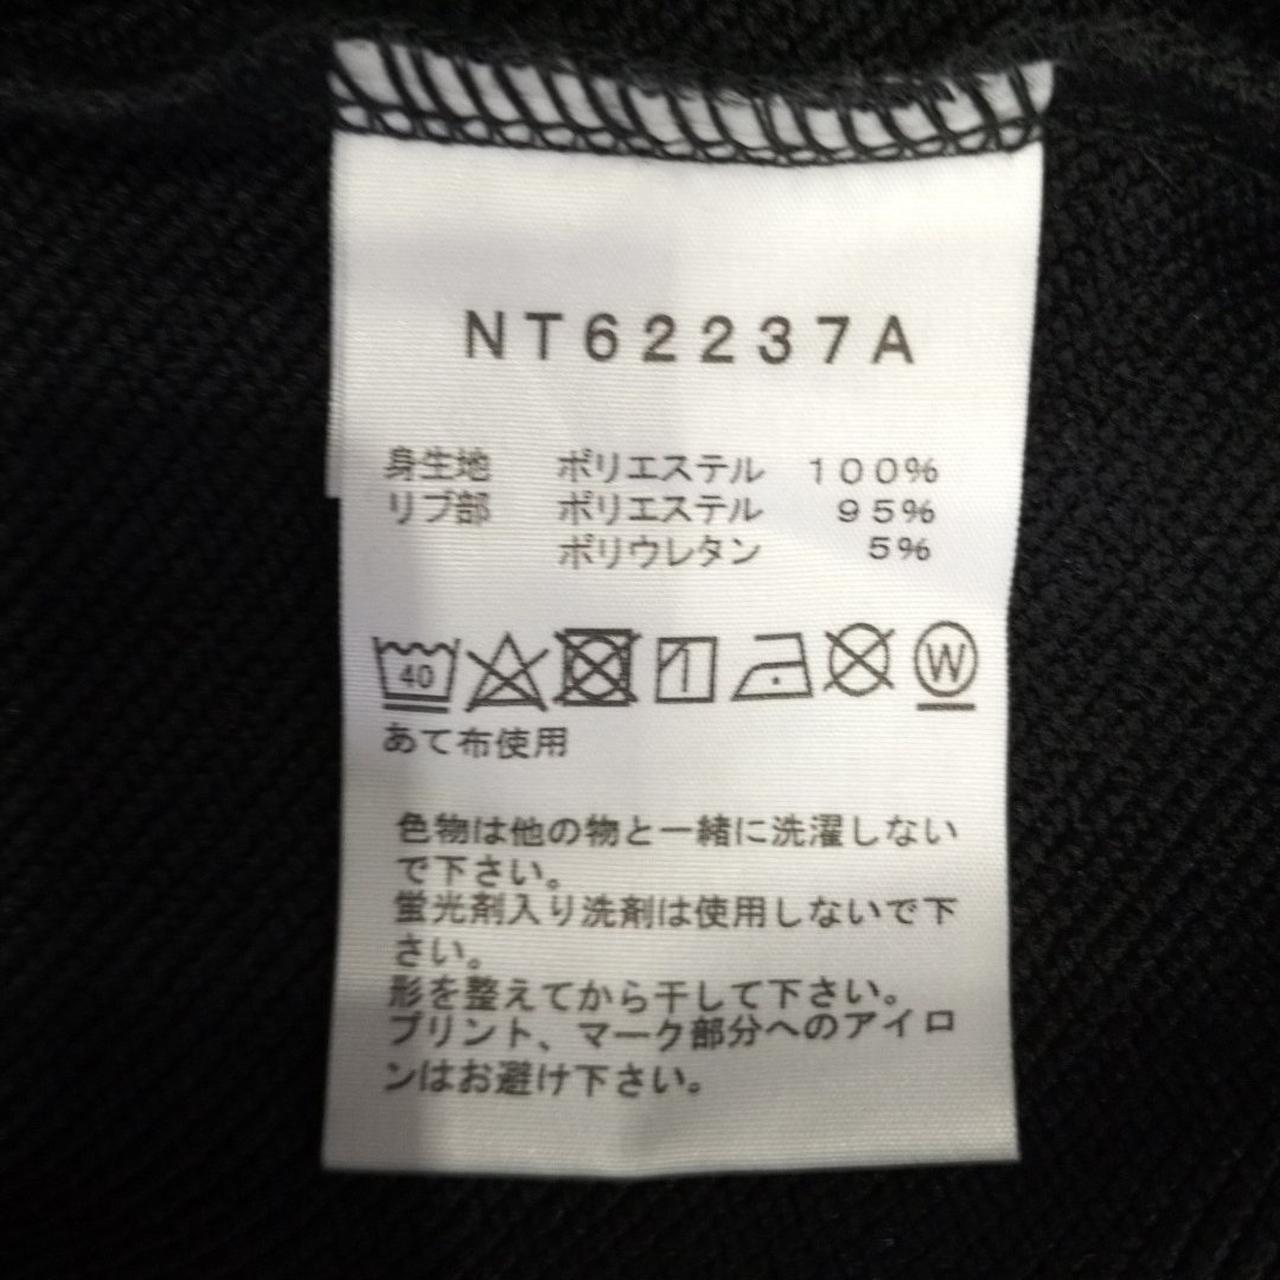 NT62237A
身生地 ポリエステル 100%
リブ部 ポリエステル 95%
ポリウレタン 5%
40 W
あて布使用
色物は他の物と一緒に洗濯しない
で下さい。
蛍光剤入り洗剤は使用しないで下
さい。
形を整えてから干して下さい。
プリント、マーク部分へのアイロ
ンはお避け下さい。